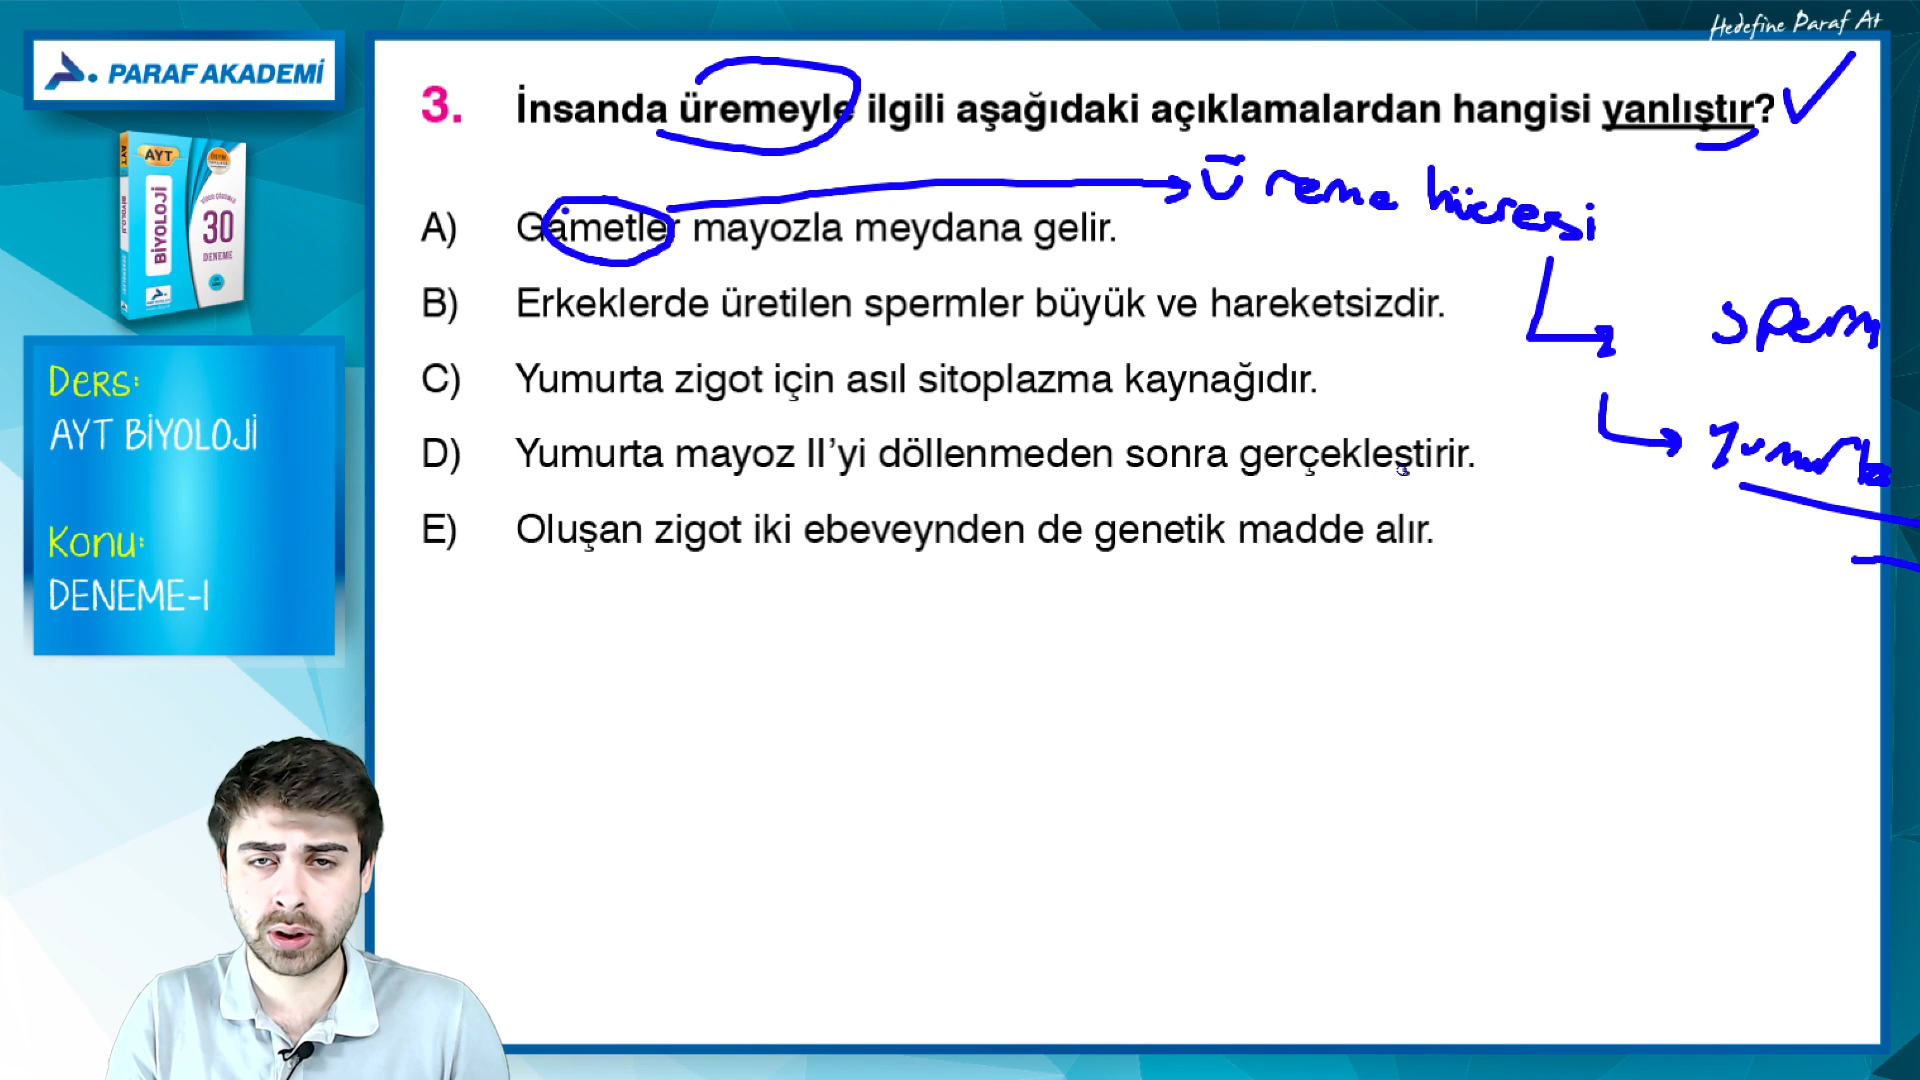 Hedefine Paraf At
PARAF AKADEMİ
AYT
BİYOLOJİ
30
DENEME
BİYOLOJİ
Ders:
AYT BİYOLOJİ
Konu:
DENEME-I
3. İnsanda üremeyle ilgili aşağıdaki açıklamalardan hangisi yanlıştır?
Üreme hücresi
A) Gametler mayozla meydana gelir.
B) Erkeklerde üretilen spermler büyük ve hareketsizdir.
sperm
C) Yumurta zigot için asıl sitoplazma kaynağıdır.
yumurta
D) Yumurta mayoz II’yi döllenmeden sonra gerçekleştirir.
E) Oluşan zigot iki ebeveynden de genetik madde alır.